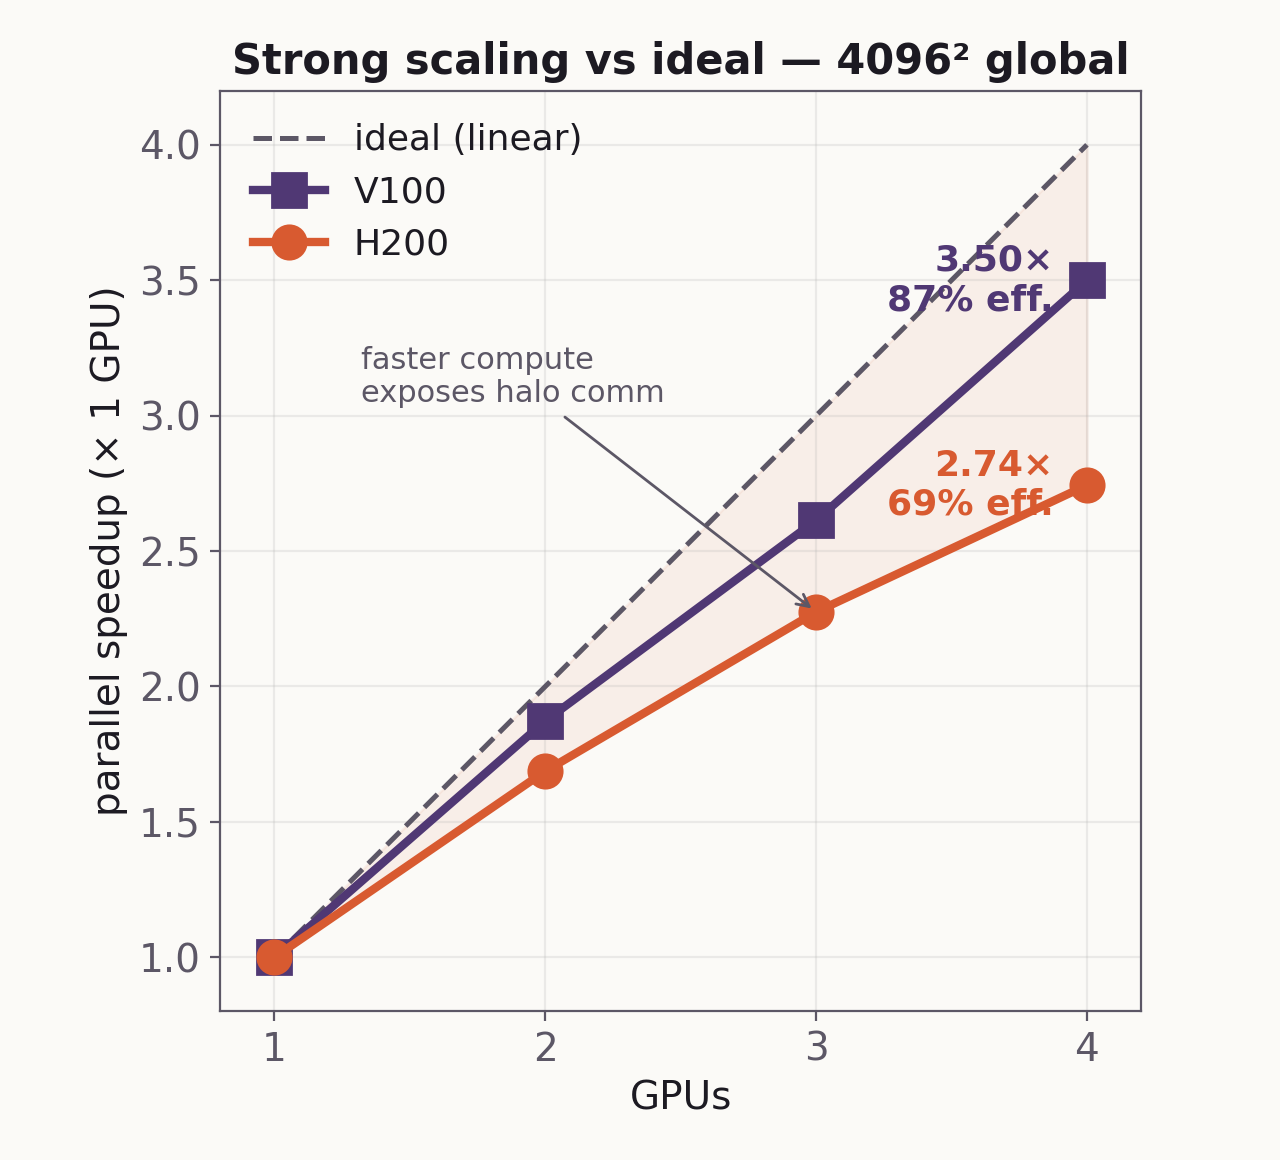 Strong scaling vs ideal — 4096² global
ideal (linear)
V100
H200
4.0
3.5
3.0
2.5
2.0
1.5
1.0
parallel speedup (× 1 GPU)
3.50×
87% eff.
faster compute
exposes halo comm
2.74×
69% eff.
1
2
3
4
GPUs